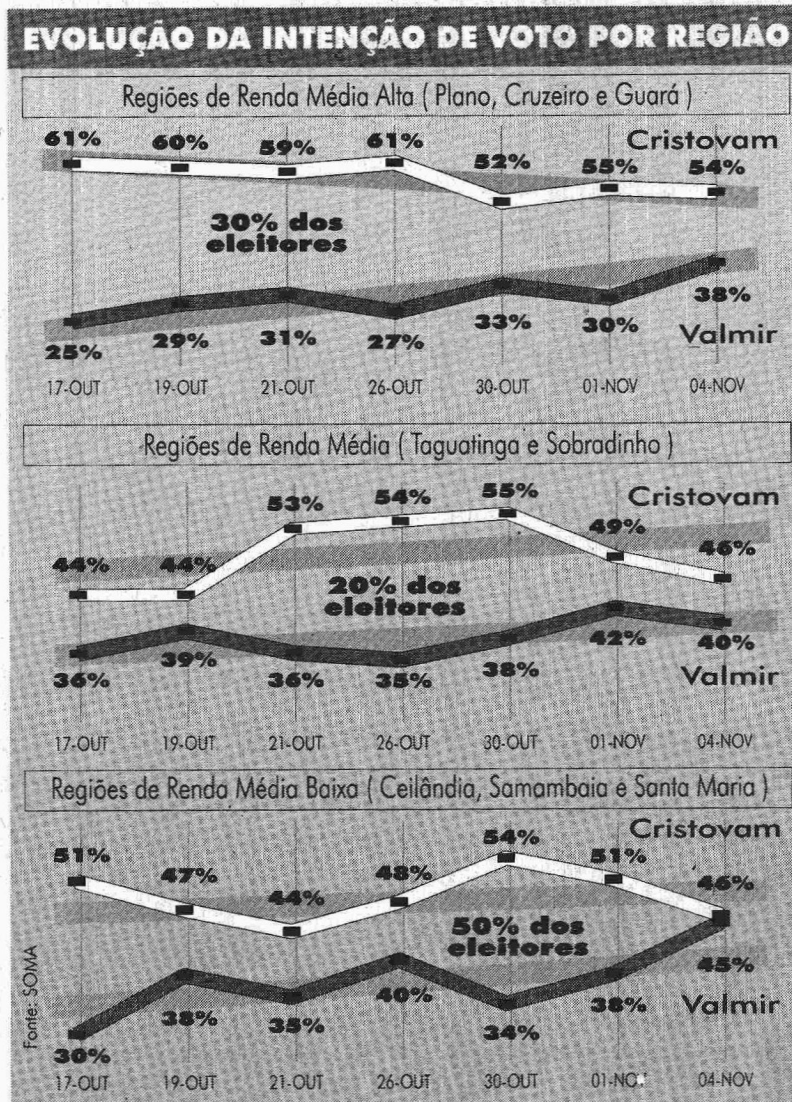 EVOLUÇÃO DA INTENÇÃO DE VOTO POR REGIÃO
Regiões de Renda Média Alta ( Plano, Cruzeiro e Guará )
61% 60% 59% 61% 52% 55% 54%
Cristovam
30% dos
eleitores
25% 29% 31% 27% 33% 30% 38%
Valmir
17-OUT 19-OUT 21-OUT 26-OUT 30-OUT 01-NOV 04-NOV
Regiões de Renda Média ( Taguatinga e Sobradinho )
44% 44% 53% 54% 55% 49% 46%
Cristovam
20% dos
eleitores
36% 39% 36% 35% 38% 42% 40%
Valmir
17-OUT 19-OUT 21-OUT 26-OUT 30-OUT 01-NOV 04-NOV
Regiões de Renda Média Baixa ( Ceilândia, Samambaia e Santa Maria )
51% 47% 44% 48% 54% 51% 46%
Cristovam
50% dos
eleitores
30% 38% 35% 40% 34% 38% 45%
Valmir
17-OUT 19-OUT 21-OUT 26-OUT 30-OUT 01-NOV 04-NOV
Fonte: SOMA